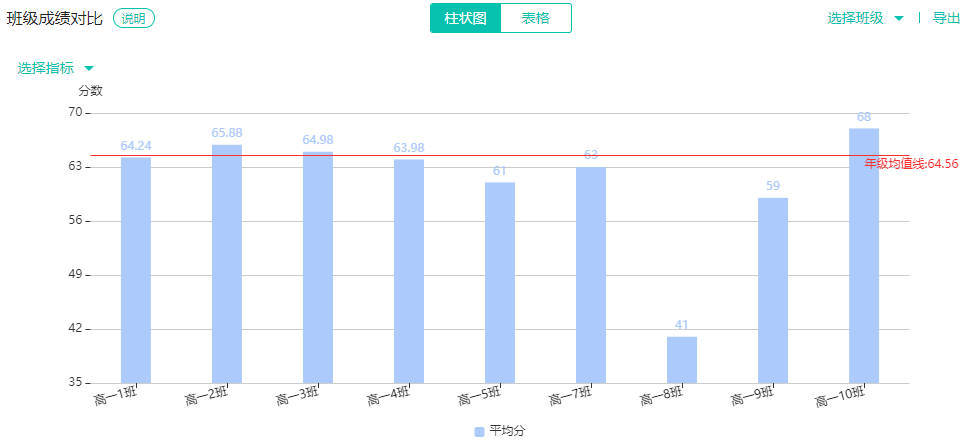 班级成绩对比 说明 柱状图 表格 选择班级 导出
选择指标
分数
70
63
56
49
42
35
64.24
65.88
64.98
63.98
61
63
41
59
68
年级均值线:64.56
高一1班
高一2班
高一3班
高一4班
高一5班
高一7班
高一8班
高一9班
高一10班
平均分